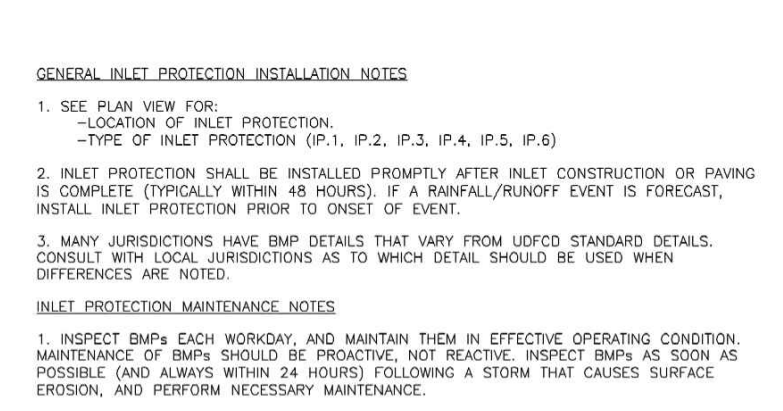 GENERAL INLET PROTECTION INSTALLATION NOTES
1. SEE PLAN VIEW FOR:
-LOCATION OF INLET PROTECTION.
-TYPE OF INLET PROTECTION (IP.1, IP.2, IP.3, IP.4, IP.5, IP.6)
2. INLET PROTECTION SHALL BE INSTALLED PROMPTLY AFTER INLET CONSTRUCTION OR PAVING
IS COMPLETE (TYPICALLY WITHIN 48 HOURS). IF A RAINFALL/RUNOFF EVENT IS FORECAST,
INSTALL INLET PROTECTION PRIOR TO ONSET OF EVENT.
3. MANY JURISDICTIONS HAVE BMP DETAILS THAT VARY FROM UDFCD STANDARD DETAILS.
CONSULT WITH LOCAL JURISDICTIONS AS TO WHICH DETAIL SHOULD BE USED WHEN
DIFFERENCES ARE NOTED.
INLET PROTECTION MAINTENANCE NOTES
1. INSPECT BMPs EACH WORKDAY, AND MAINTAIN THEM IN EFFECTIVE OPERATING CONDITION.
MAINTENANCE OF BMPs SHOULD BE PROACTIVE, NOT REACTIVE. INSPECT BMPs AS SOON AS
POSSIBLE (AND ALWAYS WITHIN 24 HOURS) FOLLOWING A STORM THAT CAUSES SURFACE
EROSION, AND PERFORM NECESSARY MAINTENANCE.